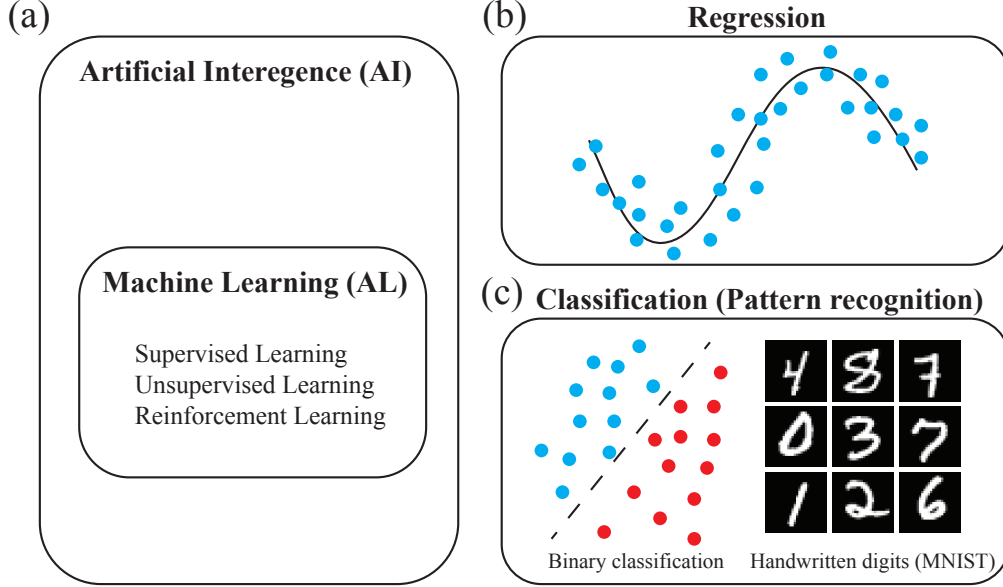 (a)
Artificial Interegence (AI)
Machine Learning (AL)
Supervised Learning
Unsupervised Learning
Reinforcement Learning
(b)
Regression
(c)
Classification (Pattern recognition)
4 8 7
0 3 7
1 2 6
Binary classification
Handwritten digits (MNIST)